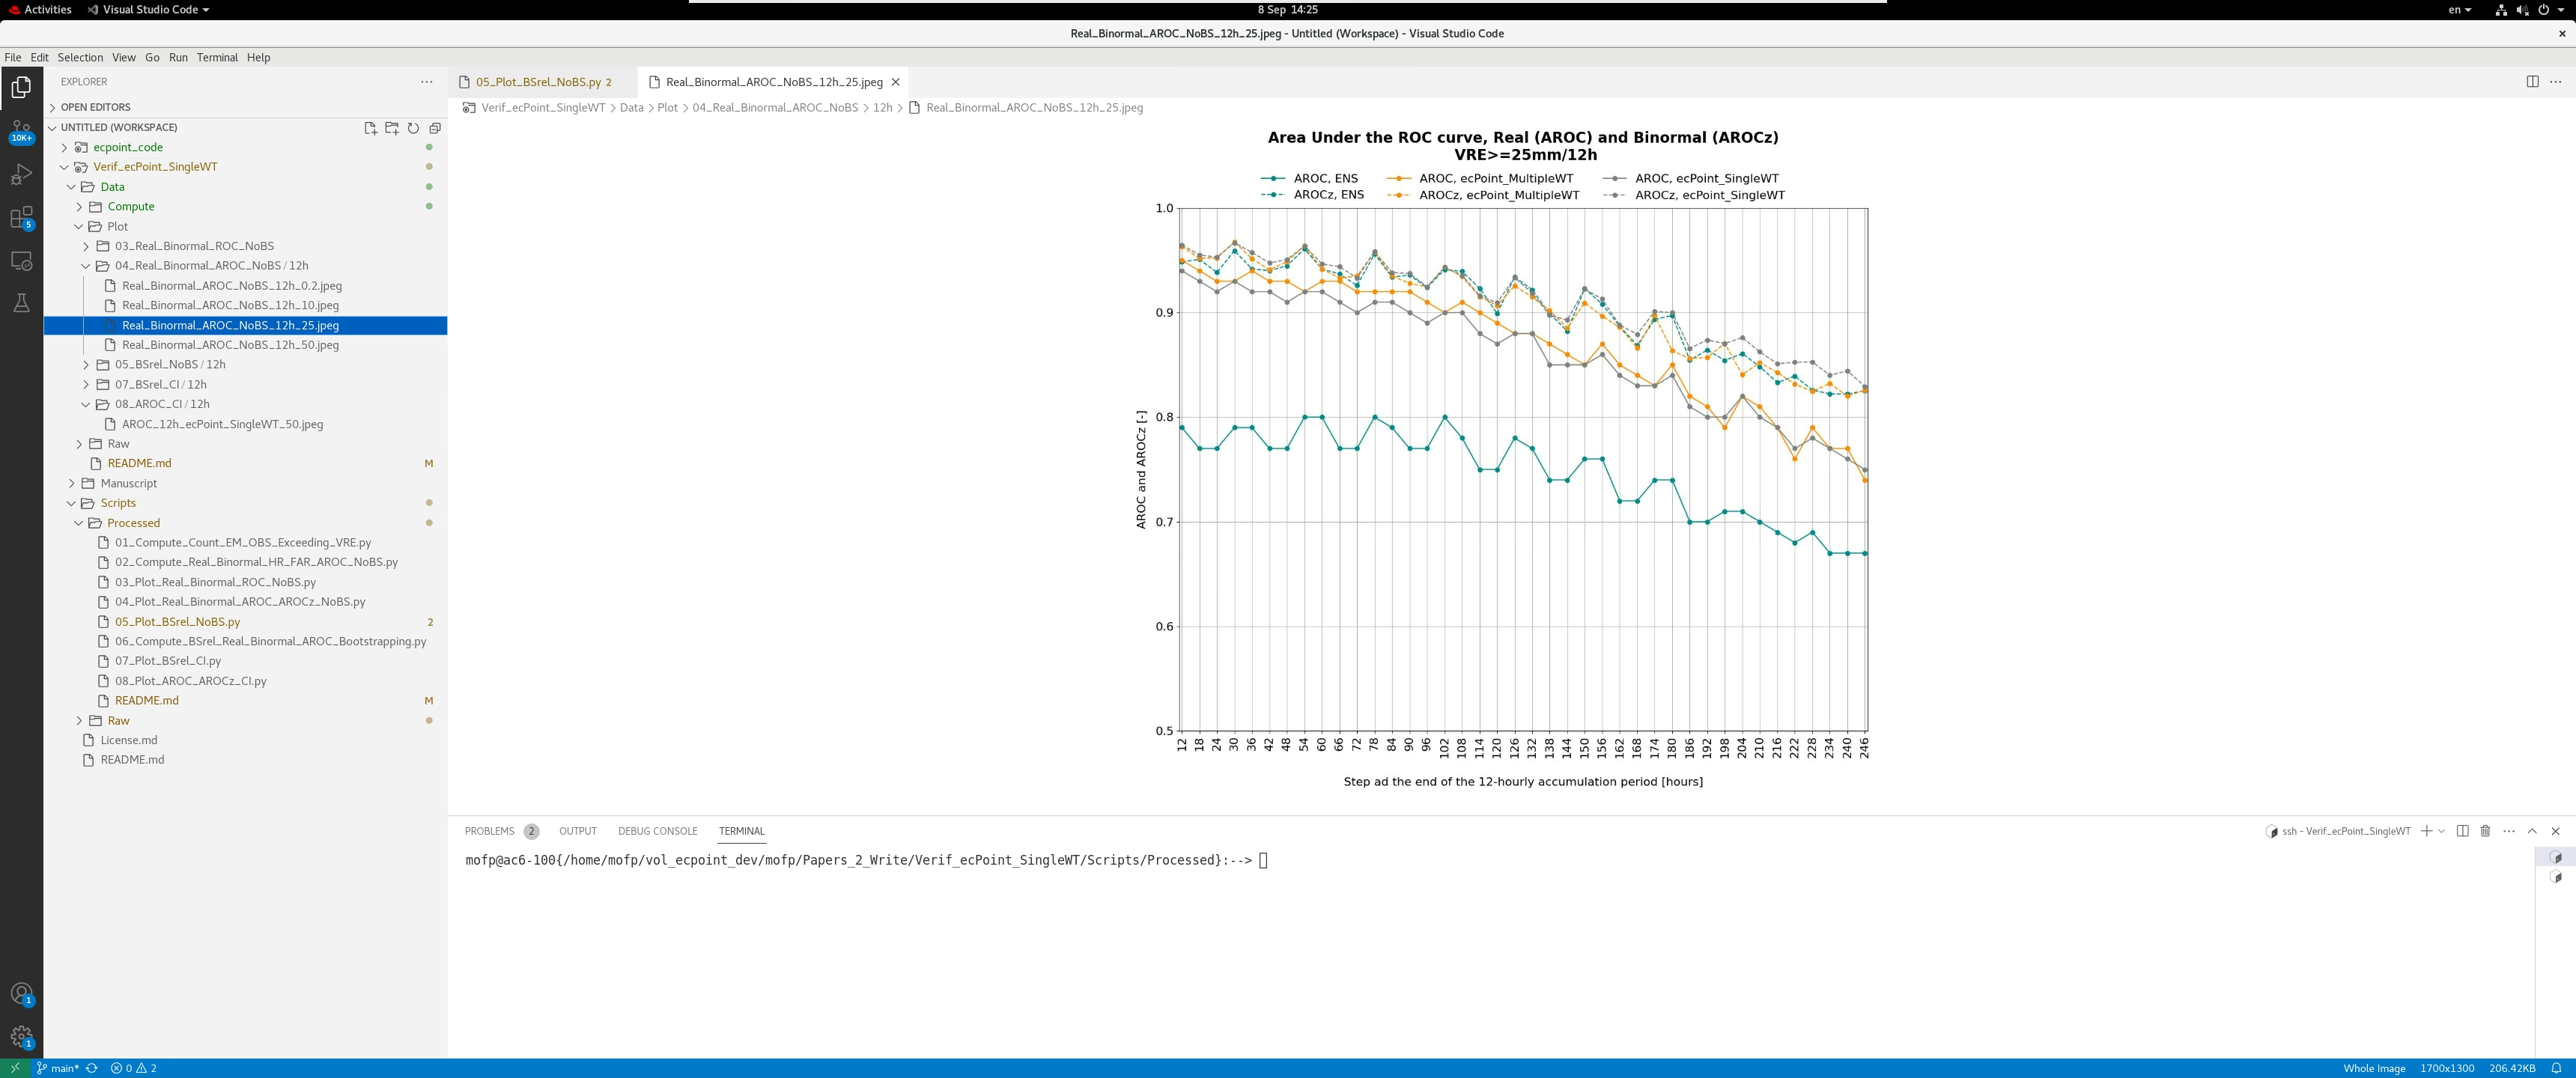 Activities
Visual Studio Code
8 Sep 14:25
en
Real_Binormal_AROC_NoBS_12h_25.jpeg - Untitled (Workspace) - Visual Studio Code
File Edit Selection View Go Run Terminal Help
EXPLORER
OPEN EDITORS
UNTITLED (WORKSPACE)
ecpoint_code
Verif_ecPoint_SingleWT
Data
Compute
Plot
03_Real_Binormal_ROC_NoBS
04_Real_Binormal_AROC_NoBS / 12h
Real_Binormal_AROC_NoBS_12h_0.2.jpeg
Real_Binormal_AROC_NoBS_12h_10.jpeg
Real_Binormal_AROC_NoBS_12h_25.jpeg
Real_Binormal_AROC_NoBS_12h_50.jpeg
05_BSrel_NoBS / 12h
07_BSrel_CI / 12h
08_AROC_CI / 12h
AROC_12h_ecPoint_SingleWT_50.jpeg
Raw
README.md M
Manuscript
Scripts
Processed
01_Compute_Count_EM_OBS_Exceeding_VRE.py
02_Compute_Real_Binormal_HR_FAR_AROC_NoBS.py
03_Plot_Real_Binormal_ROC_NoBS.py
04_Plot_Real_Binormal_AROC_AROCz_NoBS.py
05_Plot_BSrel_NoBS.py 2
06_Compute_BSrel_Real_Binormal_AROC_Bootstrapping.py
07_Plot_BSrel_CI.py
08_Plot_AROC_AROCz_CI.py
README.md M
Raw
License.md
README.md
10K+
5
1
1
05_Plot_BSrel_NoBS.py 2
Real_Binormal_AROC_NoBS_12h_25.jpeg
Verif_ecPoint_SingleWT > Data > Plot > 04_Real_Binormal_AROC_NoBS > 12h > Real_Binormal_AROC_NoBS_12h_25.jpeg
Area Under the ROC curve, Real (AROC) and Binormal (AROCz)
VRE>=25mm/12h
AROC, ENS AROC, ecPoint_MultipleWT AROC, ecPoint_SingleWT
AROCz, ENS AROCz, ecPoint_MultipleWT AROCz, ecPoint_SingleWT
1.0
0.9
0.8
0.7
0.6
0.5
AROC and AROCz [-]
12 18 24 30 36 42 48 54 60 66 72 78 84 90 96 102 108 114 120 126 132 138 144 150 156 162 168 174 180 186 192 198 204 210 216 222 228 234 240 246
Step ad the end of the 12-hourly accumulation period [hours]
PROBLEMS 2 OUTPUT DEBUG CONSOLE TERMINAL
ssh - Verif_ecPoint_SingleWT
mofp@ac6-100{/home/mofp/vol_ecpoint_dev/mofp/Papers_2_Write/Verif_ecPoint_SingleWT/Scripts/Processed}:-->
main* 0 2
Whole Image 1700x1300 206.42KB